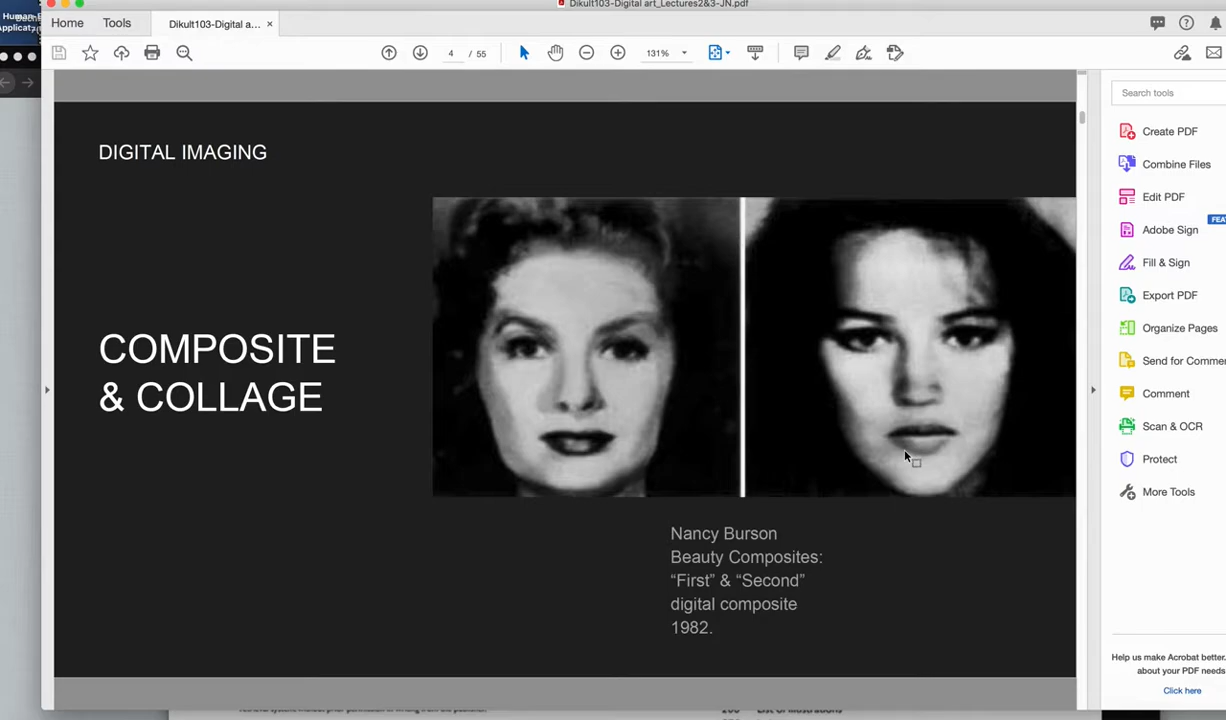 Dikult103-Digital art_Lectures2&3-JN.pdf
Human-
Applicat
Home
Tools
Dikult103-Digital a...
4 / 55
131%
Search tools
DIGITAL IMAGING
Create PDF
Combine Files
Edit PDF
FEA
Adobe Sign
Fill & Sign
Export PDF
COMPOSITE
& COLLAGE
Organize Pages
Send for Comme
Comment
Scan & OCR
Protect
More Tools
Nancy Burson
Beauty Composites:
“First” & “Second”
digital composite
1982.
Help us make Acrobat better.
about your PDF needs
Click here